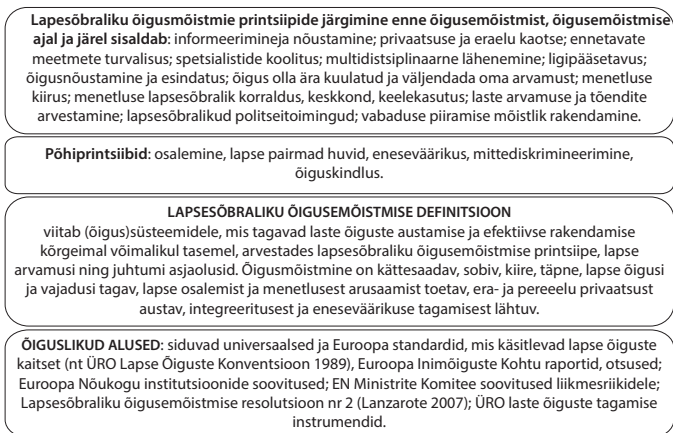 Lapesõbraliku õigusmõistmie printsiipide järgimine enne õigusemõistmist, õigusemõistmise
ajal ja järel sisaldab: informeerimineja nõustamine; privaatsuse ja eraelu kaotse; ennetavate
meetmete turvalisus; spetsialistide koolitus; multidistsiplinaarne lähenemine; ligipääsetavus;
õigusnõustamine ja esindatus; õigus olla ära kuulatud ja väljendada oma arvamust; menetluse
kiirus; menetluse lapsesõbralik korraldus, keskkond, keelekasutus; laste arvamuse ja tõendite
arvestamine; lapsesõbralikud politseitoimingud; vabaduse piiramise mõistlik rakendamine.
Põhiprintsiibid: osalemine, lapse pairmad huvid, eneseväärikus, mittediskrimineerimine,
õiguskindlus.
LAPSESÕBRALIKU ÕIGUSEMÕISTMISE DEFINITSIOON
viitab (õigus)süsteemidele, mis tagavad laste õiguste austamise ja efektiivse rakendamise
kõrgeimal võimalikul tasemel, arvestades lapsesõbraliku õigusemõistmise printsiipe, lapse
arvamusi ning juhtumi asjaolusid. Õigusmõistmine on kättesaadav, sobiv, kiire, täpne, lapse õigusi
ja vajadusi tagav, lapse osalemist ja menetlusest arusaamist toetav, era- ja pereeelu privaatsust
austav, integreeritusest ja eneseväärikuse tagamisest lähtuv.
ÕIGUSLIKUD ALUSED: siduvad universaalsed ja Euroopa standardid, mis käsitlevad lapse õiguste
kaitset (nt ÜRO Lapse Õiguste Konventsioon 1989), Euroopa Inimõiguste Kohtu raportid, otsused;
Euroopa Nõukogu institutsioonide soovitused; EN Ministrite Komitee soovitused liikmesriikidele;
Lapsesõbraliku õigusemõistmise resolutsioon nr 2 (Lanzarote 2007); ÜRO laste õiguste tagamise
instrumendid.